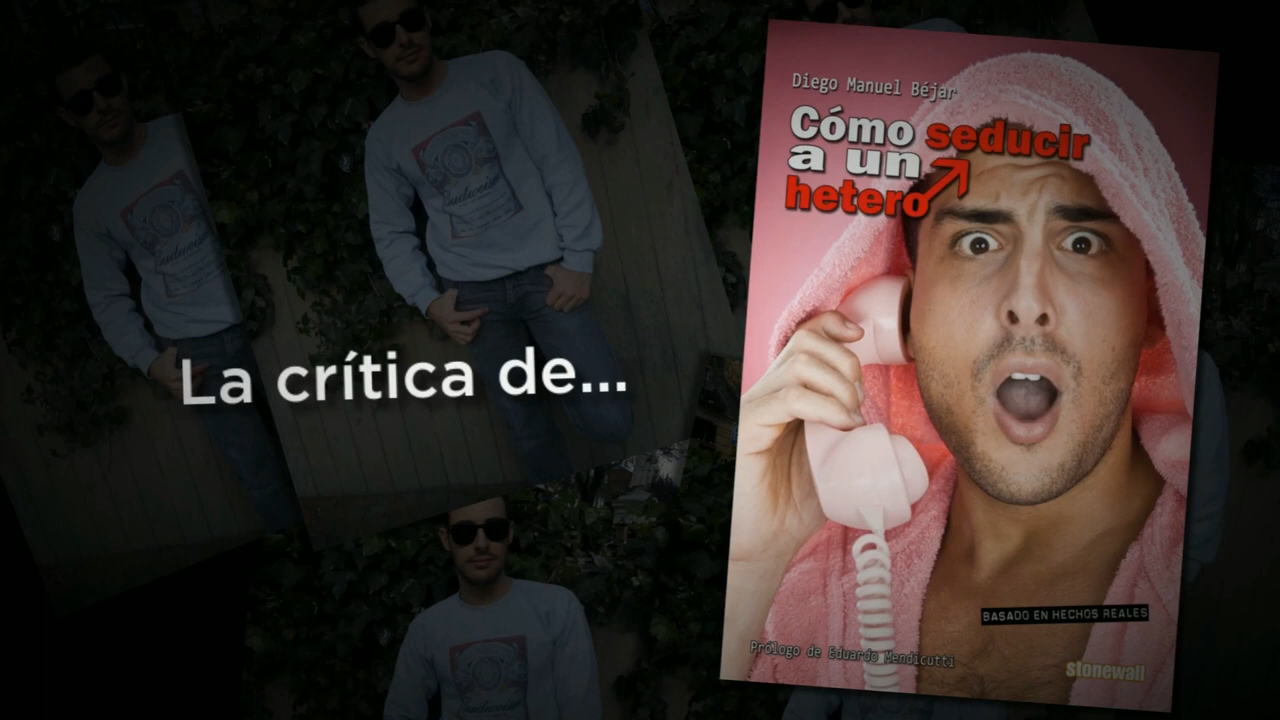 La crítica de...
Diego Manuel Béjar
Cómo seducir
a un
hetero
BASADO EN HECHOS REALES
Prólogo de Eduardo Mendicutti
stonewall
Budweiser